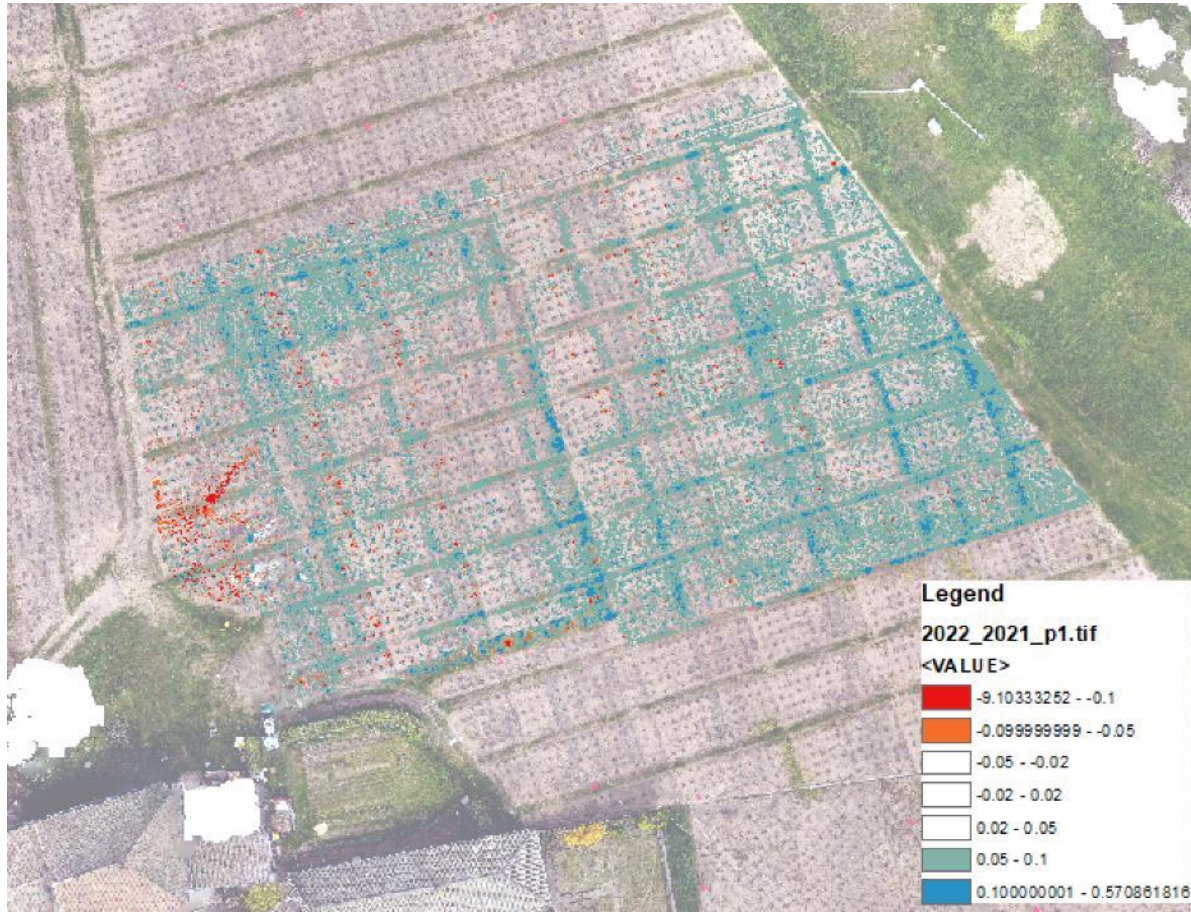 Legend
2022_2021_p1.tif
<VALUE>
-9.10333252 - -0.1
-0.099999999 - -0.05
-0.05 - -0.02
-0.02 - 0.02
0.02 - 0.05
0.05 - 0.1
0.100000001 - 0.570861816